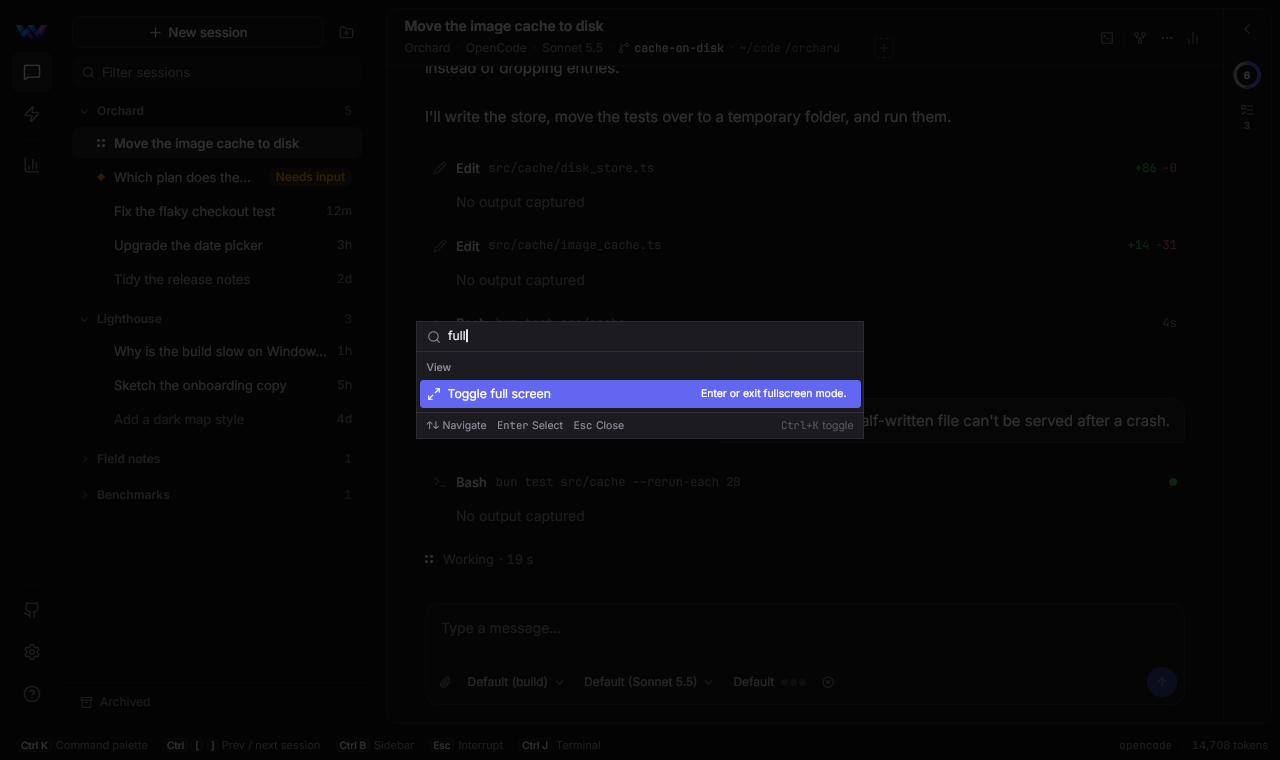 New session
Filter sessions
Orchard 5
Move the image cache to disk
Which plan does the... Needs input
Fix the flaky checkout test 12m
Upgrade the date picker 3h
Tidy the release notes 2d
Lighthouse 3
Why is the build slow on Window... 1h
Sketch the onboarding copy 5h
Add a dark map style 4d
Field notes 1
Benchmarks 1
Archived
Move the image cache to disk
Orchard · OpenCode · Sonnet 5.5 · cache-on-disk · ~/code/orchard
instead of dropping entries.
I'll write the store, move the tests over to a temporary folder, and run them.
Edit src/cache/disk_store.ts +86 -0
No output captured
Edit src/cache/image_cache.ts +14 -31
No output captured
Bash bun test src/cache 4s
full
View
Toggle full screen Enter or exit fullscreen mode.
Navigate Enter Select Esc Close Ctrl+K toggle
alf-written file can't be served after a crash.
Bash bun test src/cache --rerun-each 20
No output captured
Working · 19 s
Type a message...
Default (build) Default (Sonnet 5.5) Default
6
3
Ctrl K Command palette Ctrl [ ] Prev / next session Ctrl B Sidebar Esc Interrupt Ctrl J Terminal
opencode 14,708 tokens